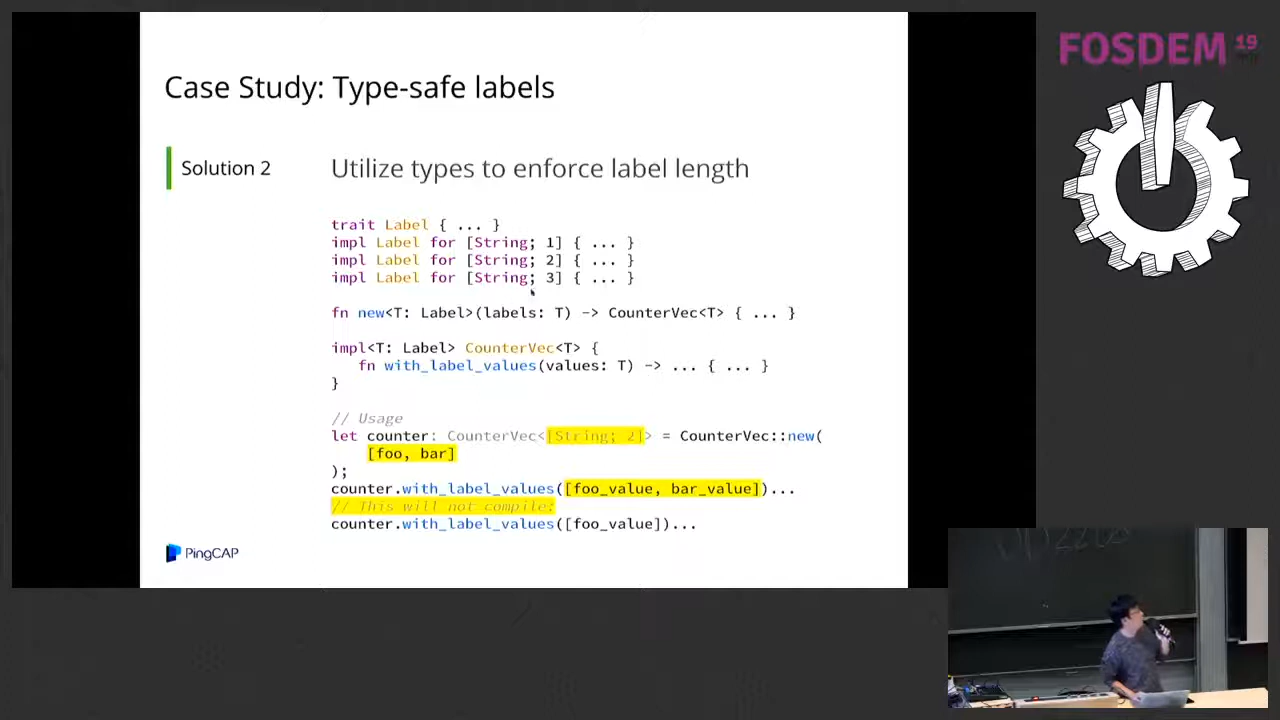 FOSDEM 19
Case Study: Type-safe labels
Solution 2
Utilize types to enforce label length
trait Label { ... }
impl Label for [String; 1] { ... }
impl Label for [String; 2] { ... }
impl Label for [String; 3] { ... }
fn new<T: Label>(labels: T) -> CounterVec<T> { ... }
impl<T: Label> CounterVec<T> {
fn with_label_values(values: T) -> ... { ... }
}
// Usage
let counter: CounterVec<[String; 2]> = CounterVec::new(
[foo, bar]
);
counter.with_label_values([foo_value, bar_value])...
// This will not compile:
counter.with_label_values([foo_value])...
PingCAP